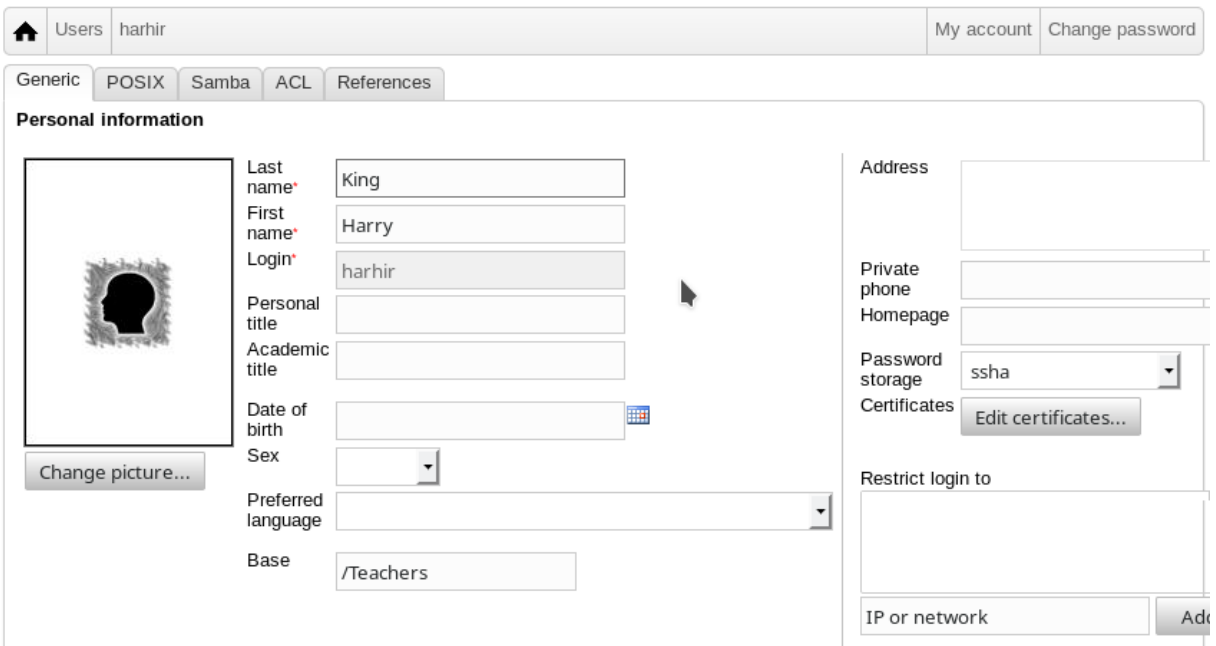 Users harhir My account Change password
Generic POSIX Samba ACL References
Personal information
Last
name*
King
First
name*
Harry
Login*
harhir
Personal
title
Academic
title
Date of
birth
Sex
Preferred
language
Base
/Teachers
Change picture...
Address
Private
phone
Homepage
Password
storage
ssha
Certificates
Edit certificates...
Restrict login to
IP or network
Add